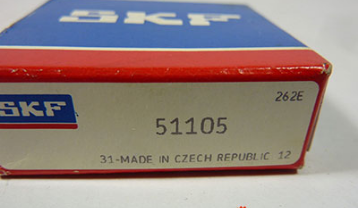 SKF
262E
SKF
51105
31-MADE IN CZECH REPUBLIC 12